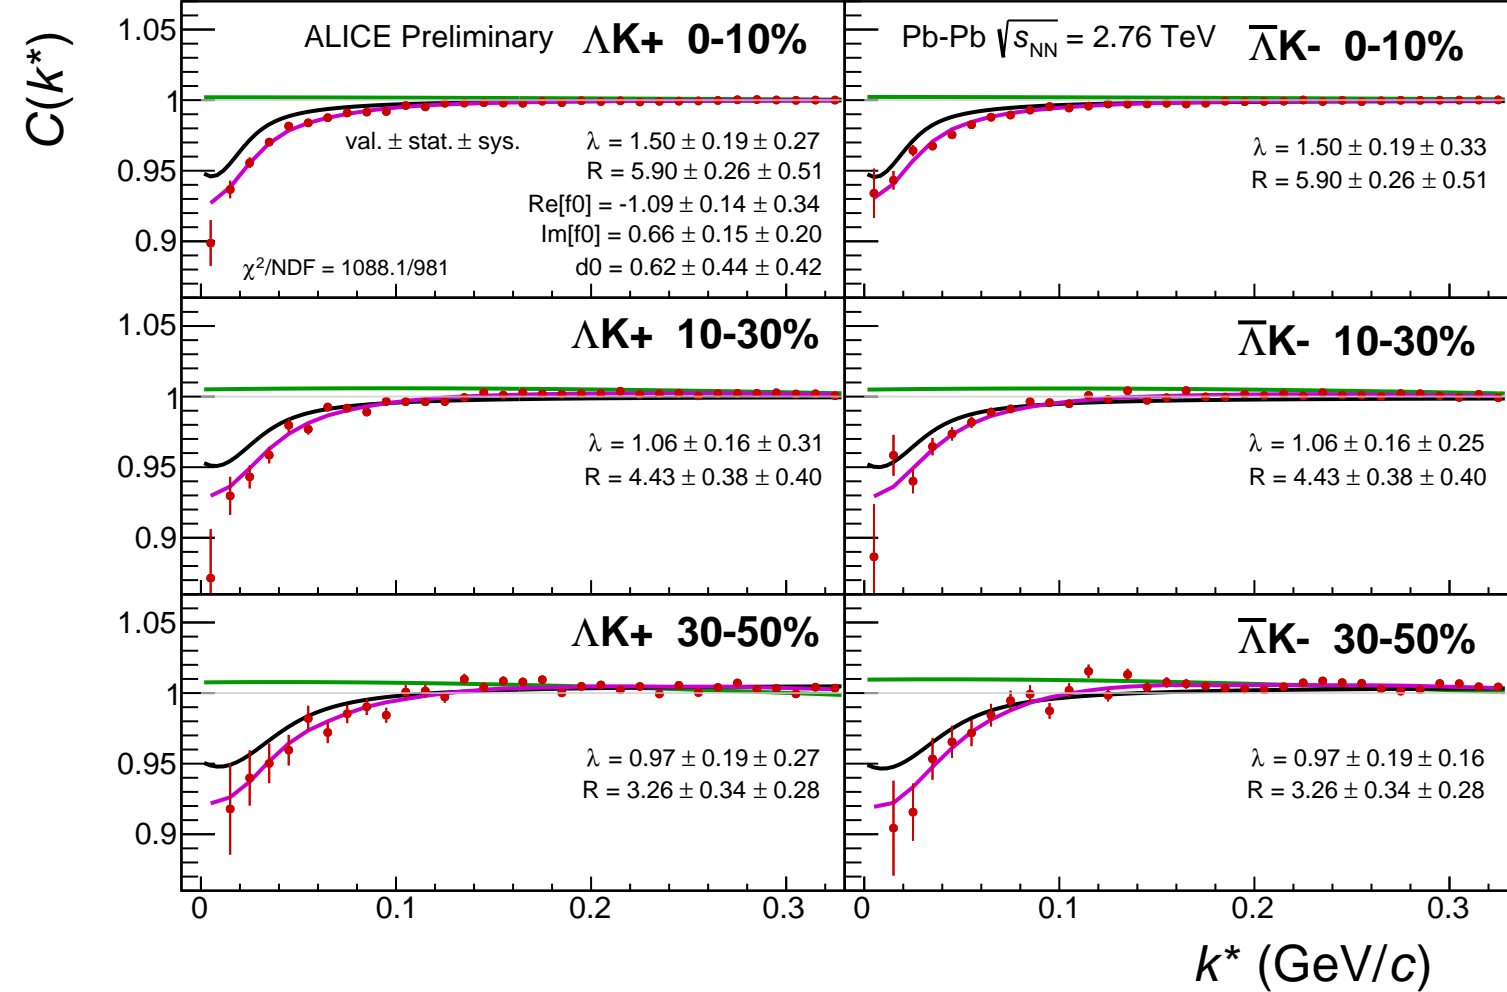 C(k*)
1.05
1
0.95
0.9
ALICE Preliminary ΛK+ 0-10%
val. ± stat. ± sys.
λ = 1.50 ± 0.19 ± 0.27
R = 5.90 ± 0.26 ± 0.51
Re[f0] = -1.09 ± 0.14 ± 0.34
Im[f0] = 0.66 ± 0.15 ± 0.20
χ²/NDF = 1088.1/981
d0 = 0.62 ± 0.44 ± 0.42
Pb-Pb √sNN = 2.76 TeV Λ̅K- 0-10%
λ = 1.50 ± 0.19 ± 0.33
R = 5.90 ± 0.26 ± 0.51
1.05
1
0.95
0.9
ΛK+ 10-30%
λ = 1.06 ± 0.16 ± 0.31
R = 4.43 ± 0.38 ± 0.40
Λ̅K- 10-30%
λ = 1.06 ± 0.16 ± 0.25
R = 4.43 ± 0.38 ± 0.40
1.05
1
0.95
0.9
ΛK+ 30-50%
λ = 0.97 ± 0.19 ± 0.27
R = 3.26 ± 0.34 ± 0.28
Λ̅K- 30-50%
λ = 0.97 ± 0.19 ± 0.16
R = 3.26 ± 0.34 ± 0.28
0 0.1 0.2 0.3 0 0.1 0.2 0.3
k* (GeV/c)